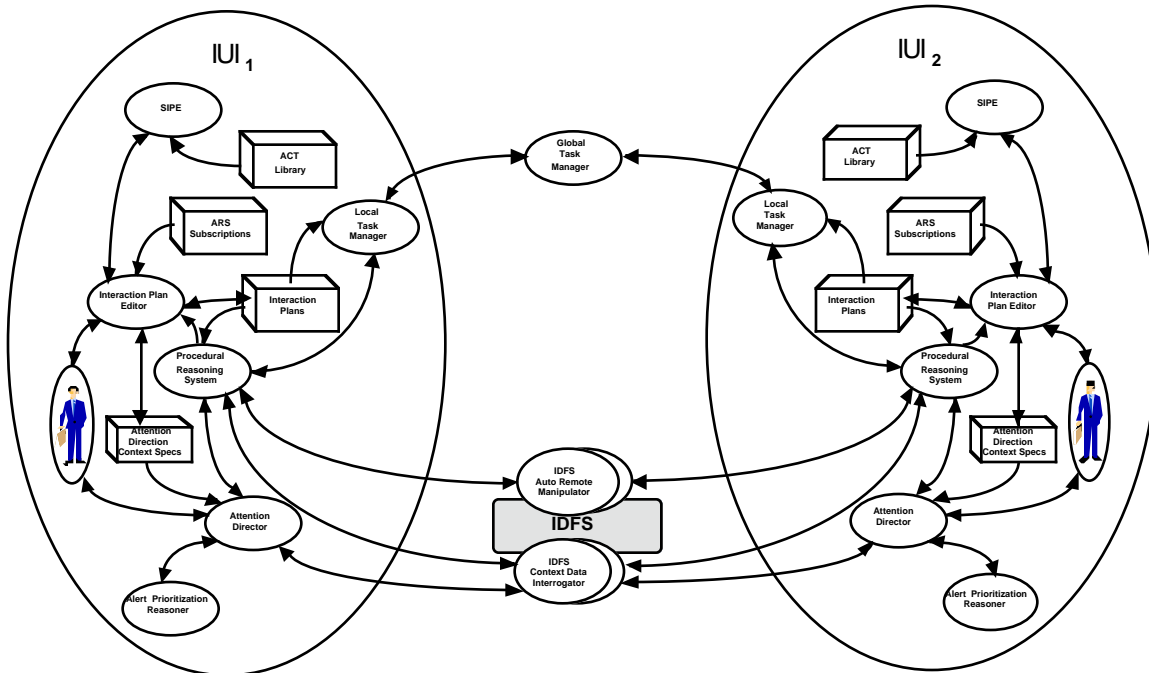 IUI 1
SIPE
ACT
Library
ARS
Subscriptions
Local
Task
Manager
Interaction Plan
Editor
Interaction
Plans
Procedural
Reasoning
System
Attention
Direction
Context Specs
Attention
Director
Alert Prioritization
Reasoner
Global
Task
Manager
IDFS
Auto Remote
Manipulator
IDFS
IDFS
Context Data
Interrogator
IUI 2
SIPE
ACT
Library
Local
Task
Manager
ARS
Subscriptions
Interaction
Plans
Interaction
Plan Editor
Procedural
Reasoning
System
Attention
Direction
Context Specs
Attention
Director
Alert Prioritization
Reasoner